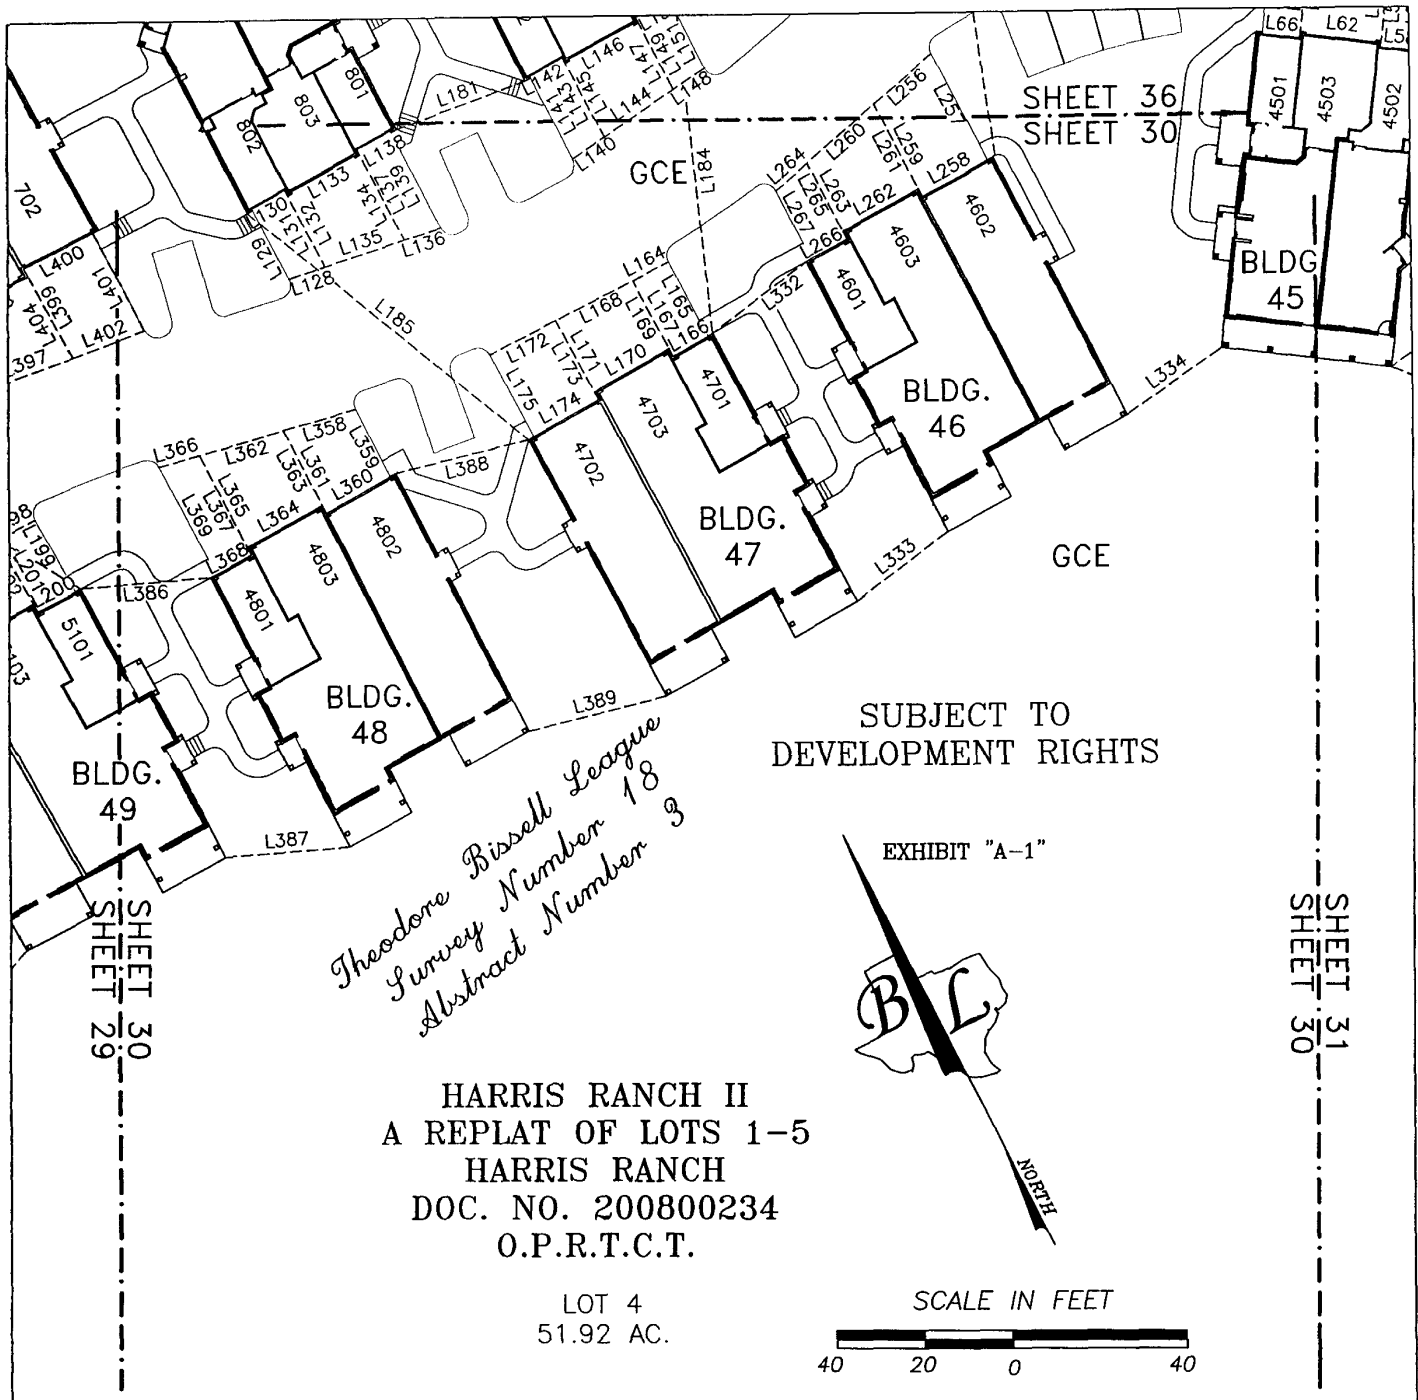 L66
L62
L5
L146
L147
L149
L151
L148
L142
L141
L143
L145
L144
L140
L181
801
803
802
SHEET 36
SHEET 30
L256
L257
L260
L259
L261
L258
L264
L263
L265
L267
L262
4501
4503
4502
GCE
L184
L138
L139
L137
L134
L133
L132
L131
L129
L135
L136
L128
702
L400
L401
L399
L404
L402
L185
L164
L165
L167
L169
L168
L166
L332
4601
4603
4602
BLDG
45
L172
L171
L173
L175
L170
L174
4701
4703
4702
BLDG.
46
L334
L366
L362
L358
L359
L361
L363
L360
L365
L367
L369
L364
L388
BLDG.
47
L333
GCE
L199
L201
L386
4801
4803
4802
5101
BLDG.
48
L389
BLDG.
49
L387
SUBJECT TO
DEVELOPMENT RIGHTS
Theodore Bissell League
Survey Number 18
Abstract Number 3
EXHIBIT "A-1"
SHEET 30
SHEET 29
SHEET 31
SHEET 30
B L
NORTH
HARRIS RANCH II
A REPLAT OF LOTS 1-5
HARRIS RANCH
DOC. NO. 200800234
O.P.R.T.C.T.
LOT 4
51.92 AC.
SCALE IN FEET
40 20 0 40